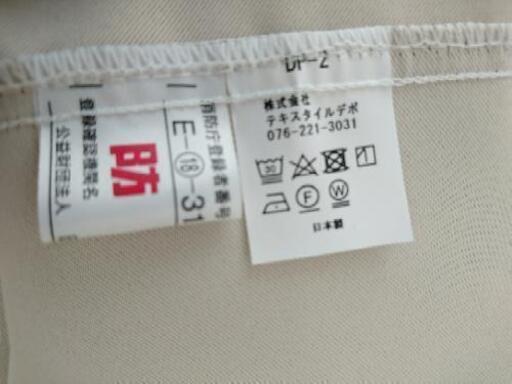 消防庁登録者番号
E-⑱-31
防
登録確認機関名
公益財団法人
DP-2
株式会社
テキスタイルデポ
076-221-3031
30
F W
日本製